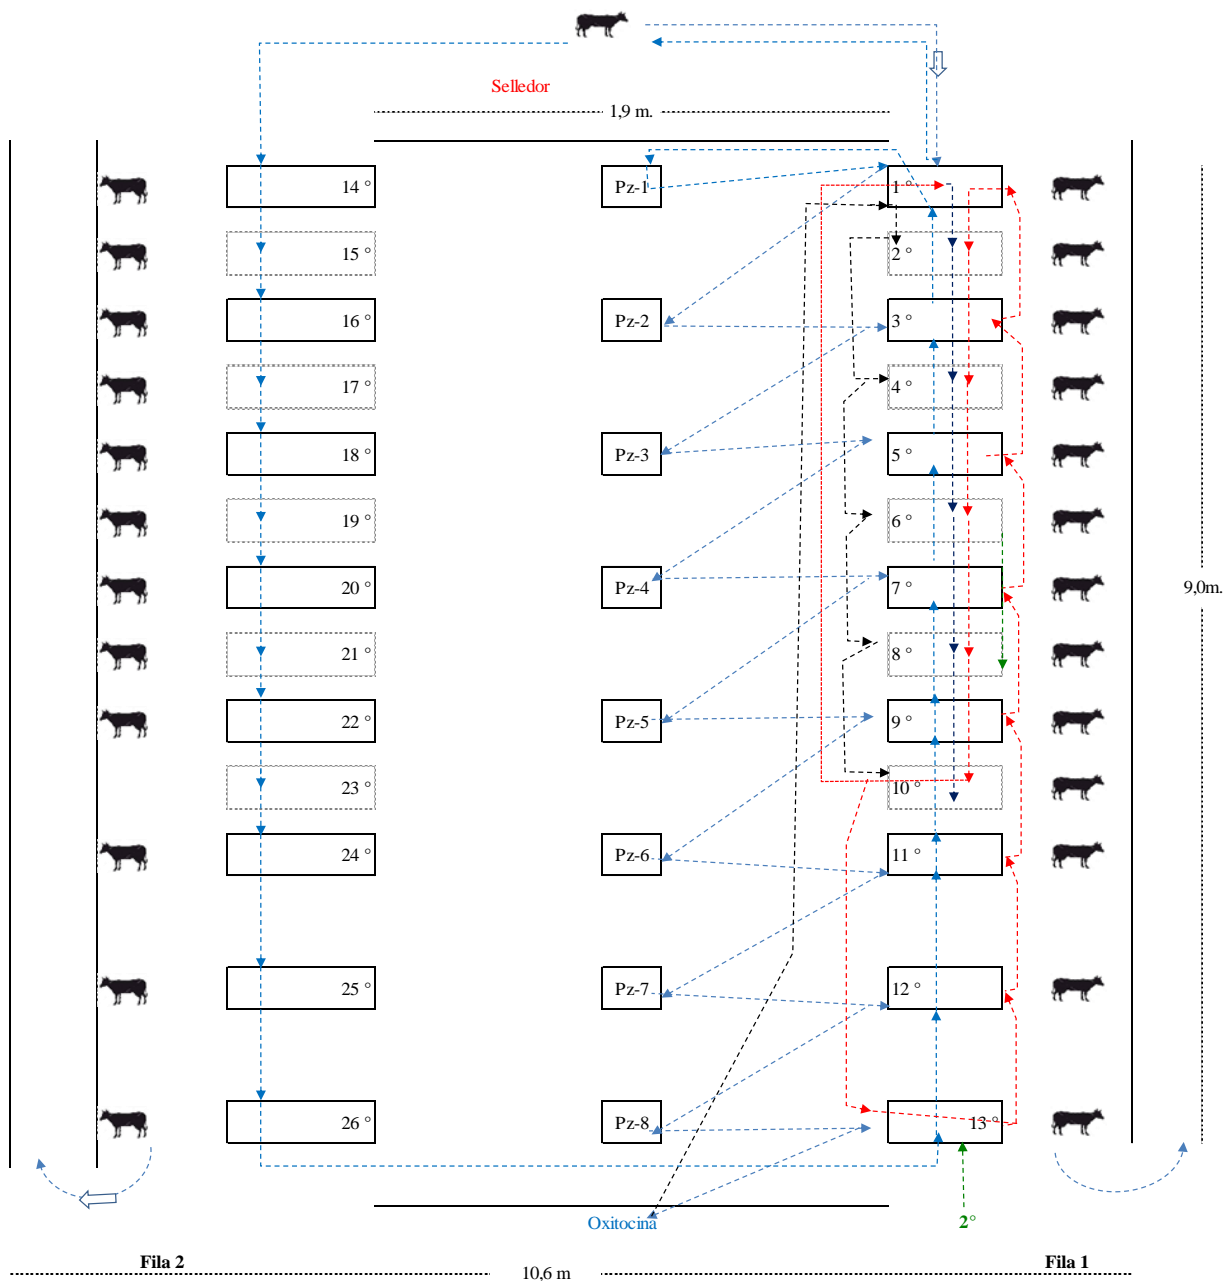 Selledor
1,9 m.
14 ° Pz-1 1 °
15 ° 2 °
16 ° Pz-2 3 °
17 ° 4 °
18 ° Pz-3 5 °
19 ° 6 °
20 ° Pz-4 7 ° 9,0m.
21 ° 8 °
22 ° Pz-5 9 °
23 ° 10 °
24 ° Pz-6 11 °
25 ° Pz-7 12 °
26 ° Pz-8 13 °
Oxitocina 2°
Fila 2 Fila 1
10,6 m